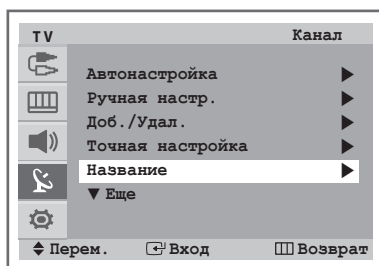 TV Канал
Автонастройка
Ручная настр.
Доб./Удал.
Точная настройка
Название
▼ Еще
Перем. Вход Возврат